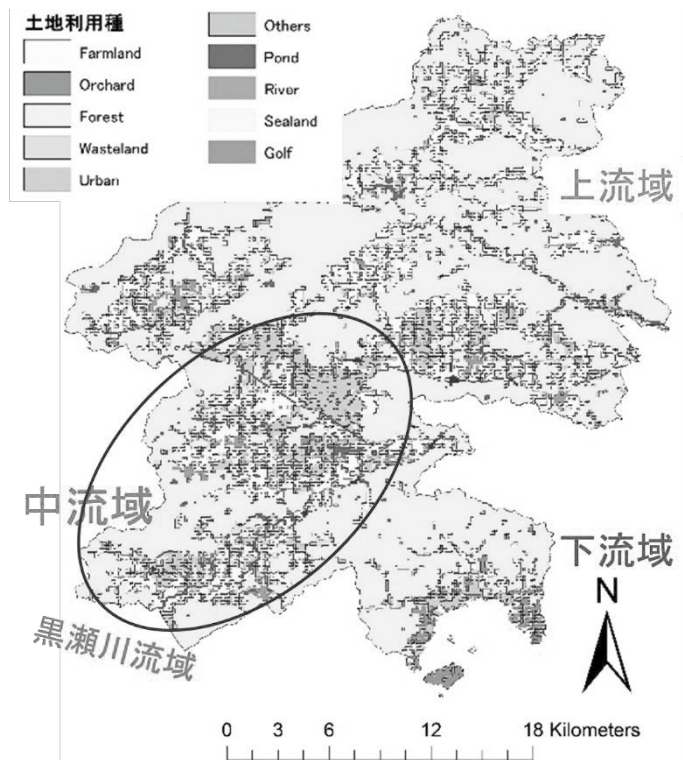 土地利用種
Farmland
Orchard
Forest
Wasteland
Urban
Others
Pond
River
Sealand
Golf
上流域
中流域
下流域
黒瀬川流域
N
0 3 6 12 18 Kilometers